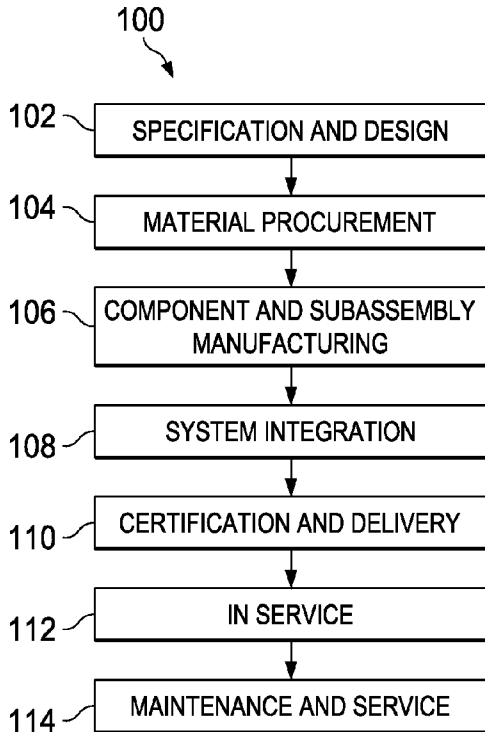 100
102
SPECIFICATION AND DESIGN
104
MATERIAL PROCUREMENT
106
COMPONENT AND SUBASSEMBLY
MANUFACTURING
108
SYSTEM INTEGRATION
110
CERTIFICATION AND DELIVERY
112
IN SERVICE
114
MAINTENANCE AND SERVICE